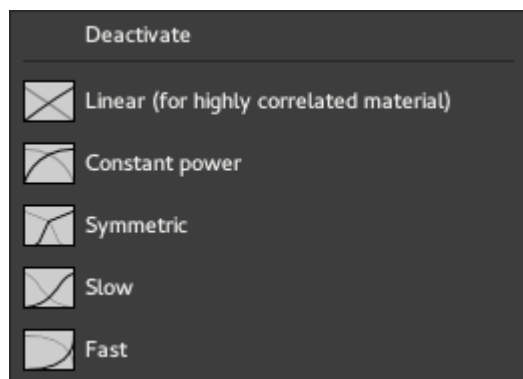 Deactivate
Linear (for highly correlated material)
Constant power
Symmetric
Slow
Fast